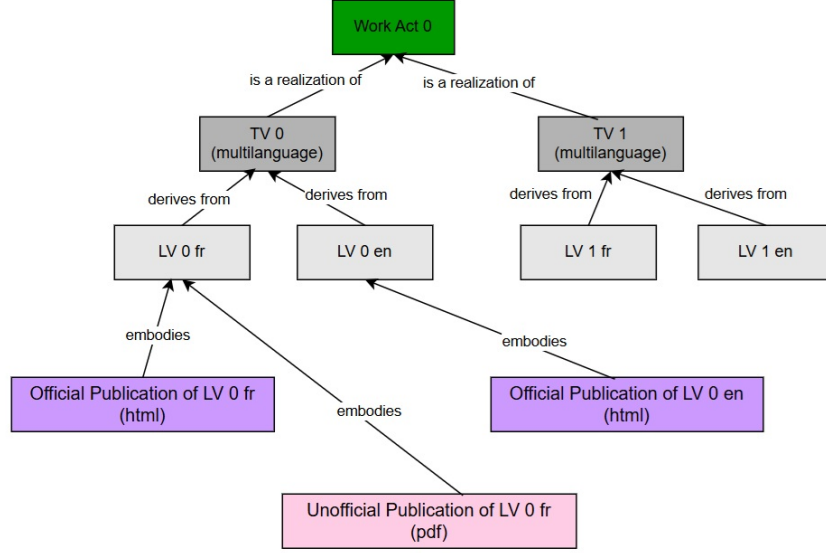 Work Act 0
is a realization of
is a realization of
TV 0
(multilanguage)
TV 1
(multilanguage)
derives from
derives from
derives from
derives from
LV 0 fr
LV 0 en
LV 1 fr
LV 1 en
embodies
embodies
Official Publication of LV 0 fr
(html)
Official Publication of LV 0 en
(html)
embodies
Unofficial Publication of LV 0 fr
(pdf)